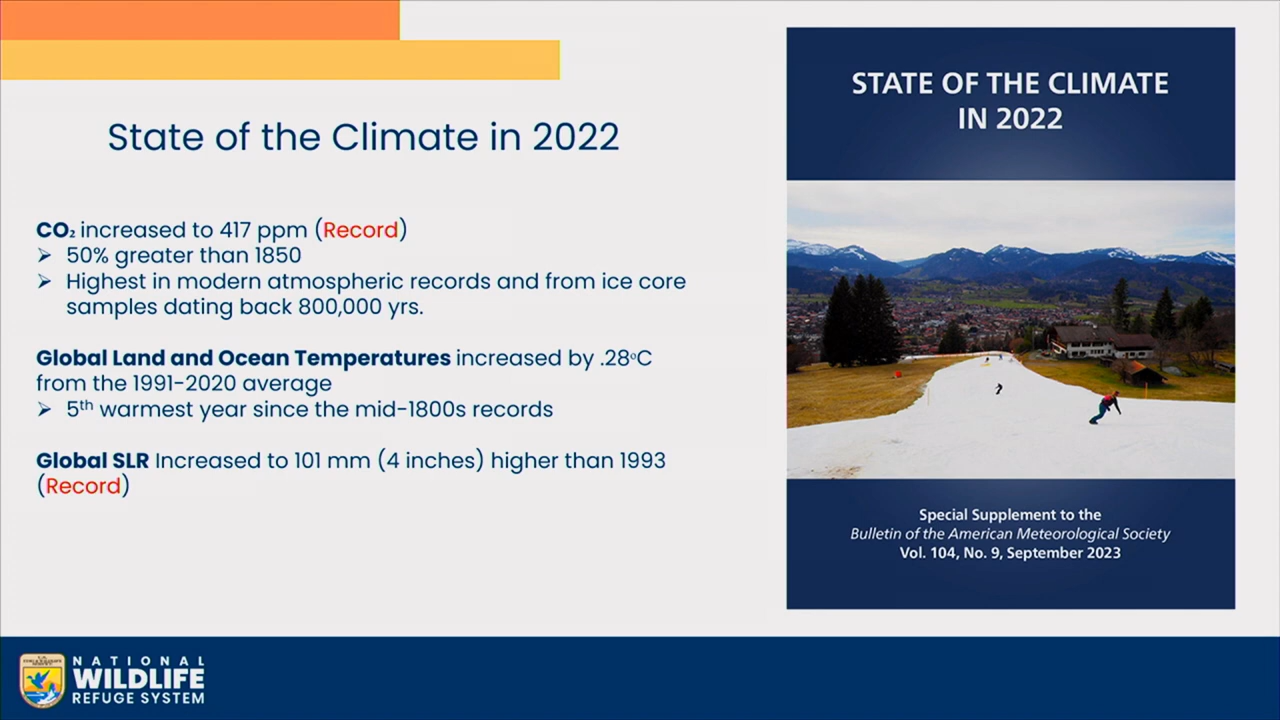 State of the Climate in 2022
CO₂ increased to 417 ppm (Record)
➢ 50% greater than 1850
➢ Highest in modern atmospheric records and from ice core
samples dating back 800,000 yrs.
Global Land and Ocean Temperatures increased by .28°C
from the 1991-2020 average
➢ 5th warmest year since the mid-1800s records
Global SLR Increased to 101 mm (4 inches) higher than 1993
(Record)
STATE OF THE CLIMATE
IN 2022
Special Supplement to the
Bulletin of the American Meteorological Society
Vol. 104, No. 9, September 2023
NATIONAL
WILDLIFE
REFUGE SYSTEM